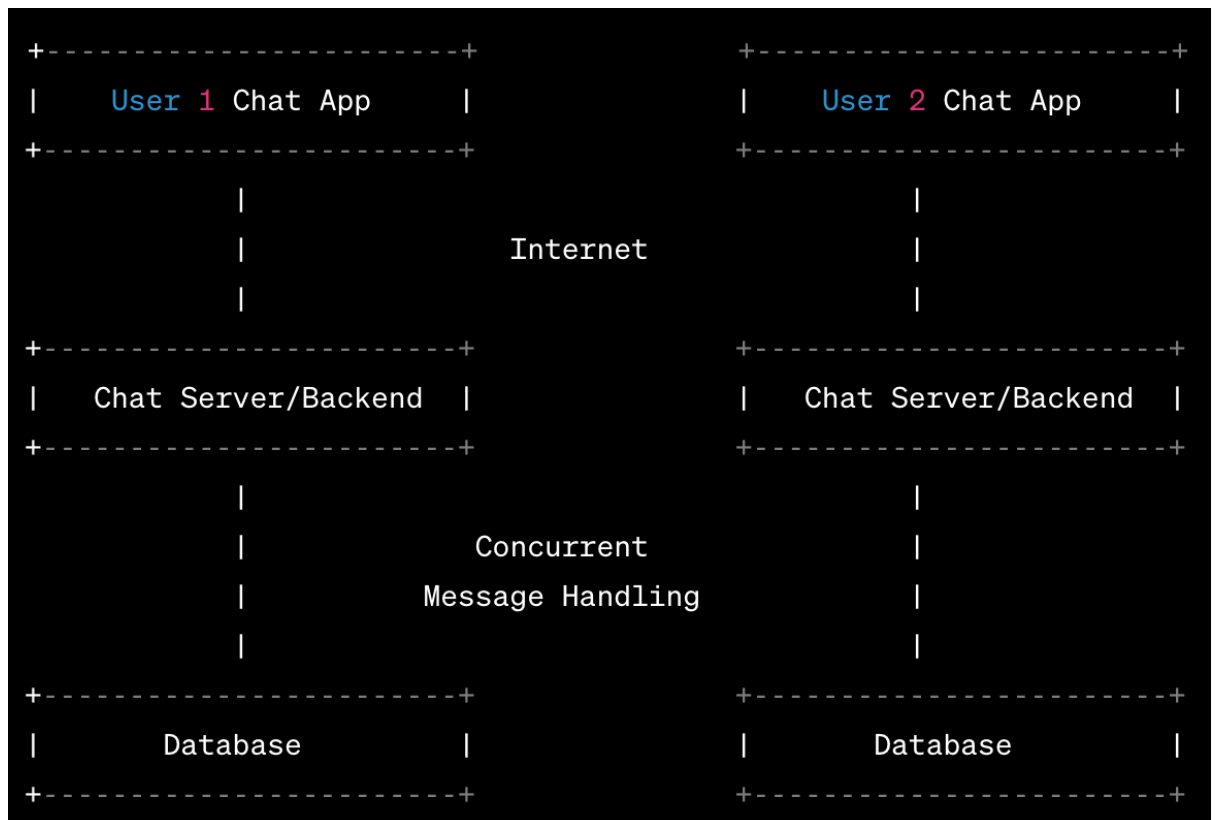 +------------------------+ +------------------------+
| User 1 Chat App | | User 2 Chat App |
+------------------------+ +------------------------+
| |
| Internet |
| |
+------------------------+ +------------------------+
| Chat Server/Backend | | Chat Server/Backend |
+------------------------+ +------------------------+
| |
| Concurrent |
| Message Handling |
| |
+------------------------+ +------------------------+
| Database | | Database |
+------------------------+ +------------------------+